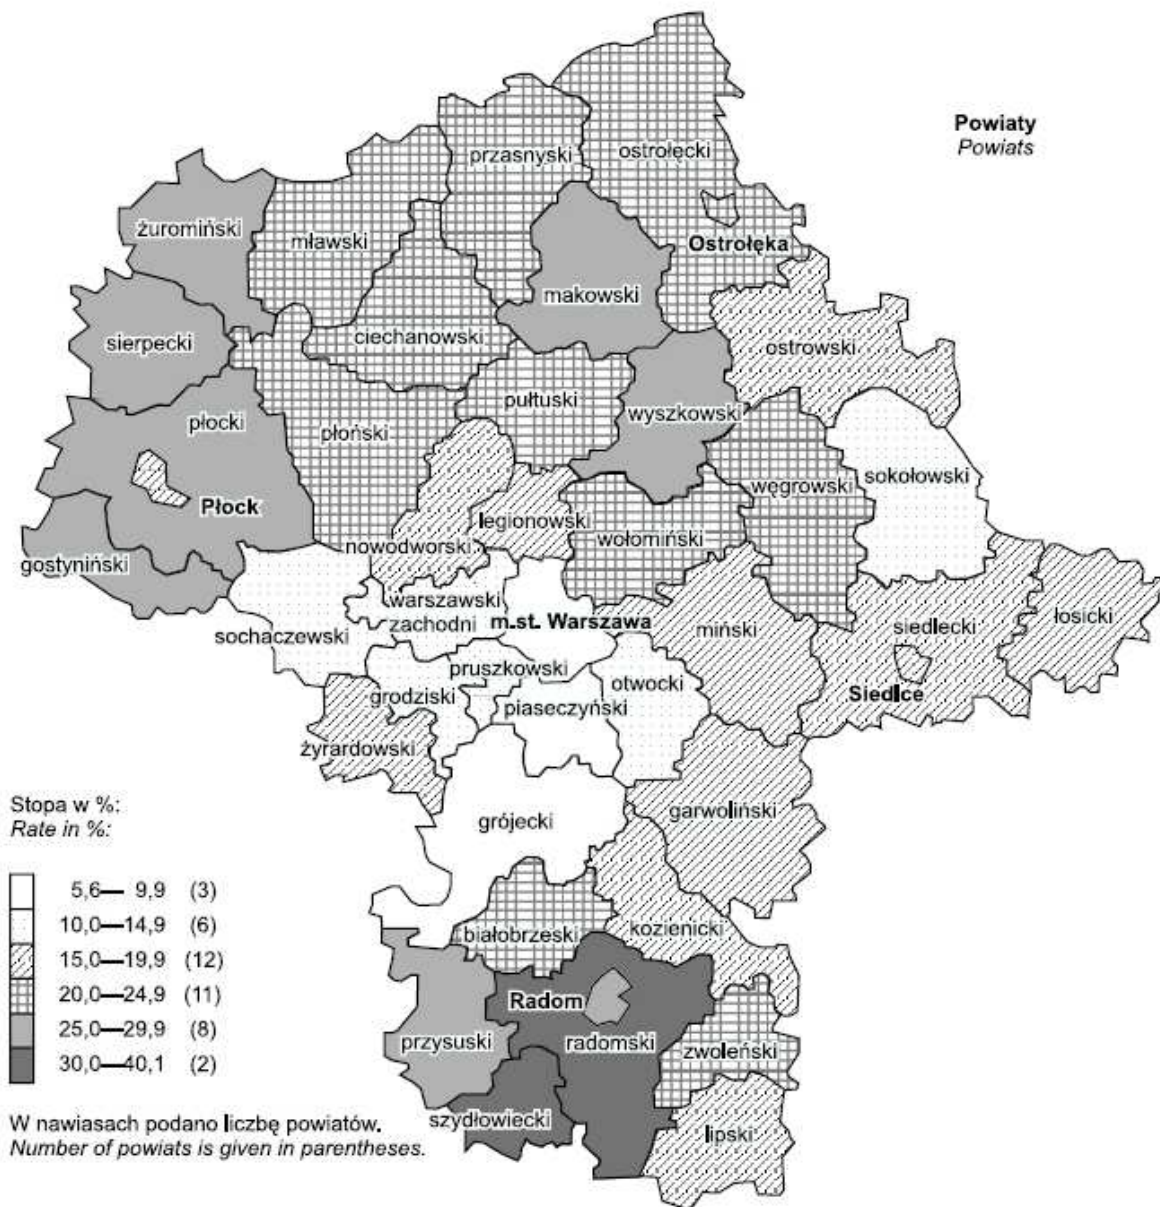 Powiaty
Powiats
przasnyski
ostrołęcki
żuromiński
mławski
Ostrołęka
makowski
sierpecki
ciechanowski
ostrowski
płocki
płoński
pułtuski
wyszkowski
sokołowski
węgrowski
Płock
legionowski
wołomiński
nowodworski
gostyniński
warszawski
zachodni
m.st. Warszawa
miński
siedlecki
łosicki
sochaczewski
pruszkowski
otwocki
grodziski
piaseczyński
Siedlce
żyrardowski
garwoliński
grójecki
Stopa w %:
Rate in %:
5,6— 9,9 (3)
10,0—14,9 (6)
15,0—19,9 (12)
20,0—24,9 (11)
25,0—29,9 (8)
30,0—40,1 (2)
białobrzeski
kozienicki
Radom
przysuski
radomski
zwoleński
szydłowiecki
lipski
W nawiasach podano liczbę powiatów.
Number of powiats is given in parentheses.